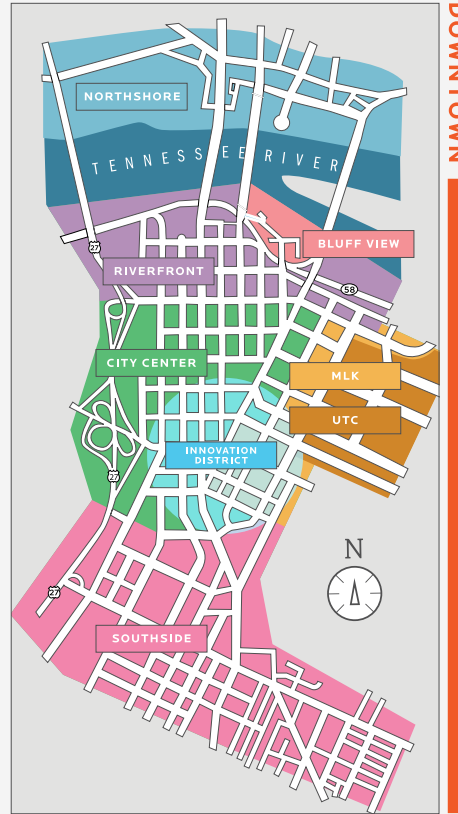 DOWNTOWN
NORTHSHORE
TENNESSEE RIVER
BLUFF VIEW
27
RIVERFRONT
58
CITY CENTER
MLK
UTC
INNOVATION
DISTRICT
27
N
27
SOUTHSIDE